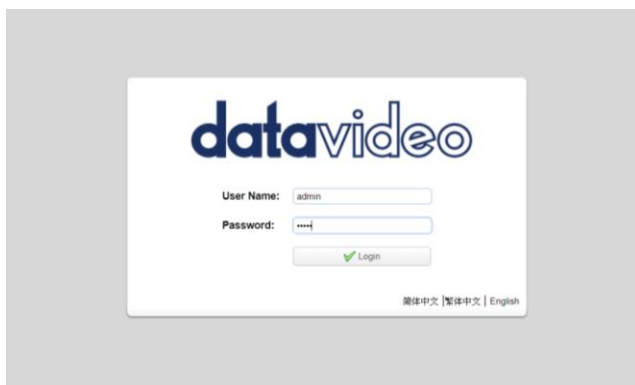 datavideo
User Name: admin
Password: •••••
Login
简体中文 | 繁体中文 | English